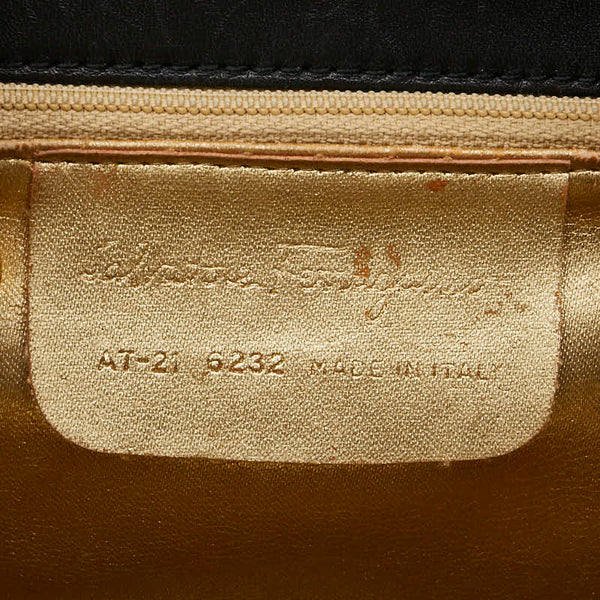 Salvatore Ferragamo
AT-21 6232 MADE IN ITALY